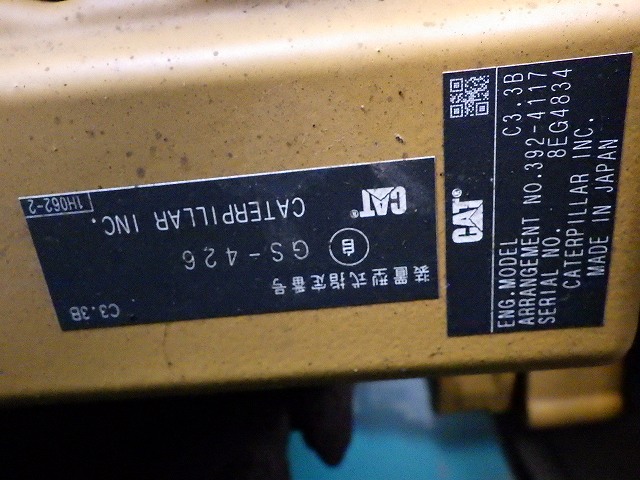 CAT®
ENG.MODEL C3.3B
ARRANGEMENT NO.392-4117
SERIAL NO. 8EG4834
CATERPILLAR INC.
MADE IN JAPAN
C3.3B
装置型式指定番号
自 GS-426
CAT®
CATERPILLAR INC.
1H062-2